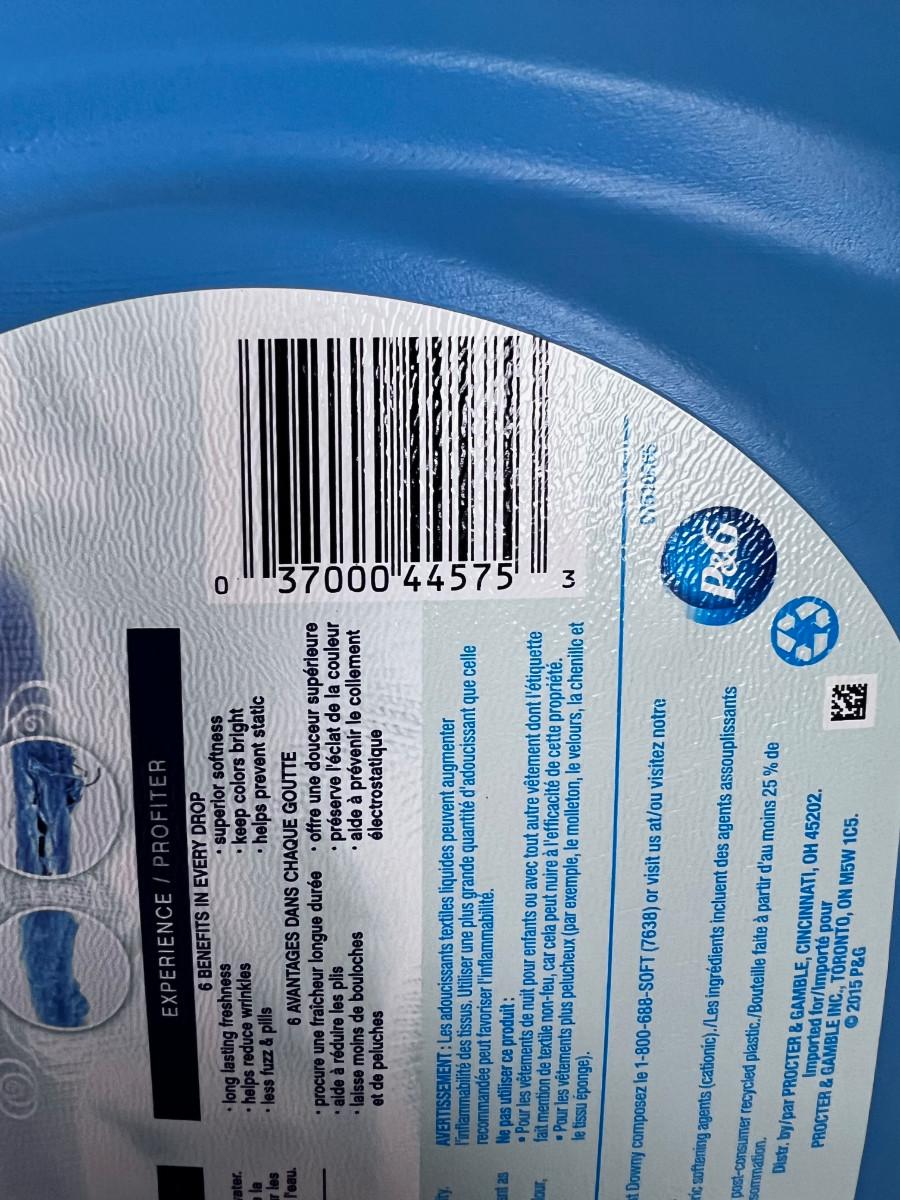 0 37000 44575 3
EXPERIENCE / PROFITER
6 BENEFITS IN EVERY DROP
• long lasting freshness
• helps reduce wrinkles
• less fuzz & pills
• superior softness
• keep colors bright
• helps prevent static
6 AVANTAGES DANS CHAQUE GOUTTE
• procure une fraîcheur longue durée
• aide à réduire les plis
• laisse moins de bouloches
et de peluches
• offre une douceur supérieure
• préserve l'éclat de la couleur
• aide à prévenir le collement
électrostatique
AVERTISSEMENT : Les adoucissants textiles liquides peuvent augmenter
l'inflammabilité des tissus. Utiliser une plus grande quantité d'adoucissant que celle
recommandée peut favoriser l'inflammabilité.
Ne pas utiliser ce produit :
• Pour les vêtements de nuit pour enfants ou avec tout autre vêtement dont l'étiquette
fait mention de textile non-feu, car cela peut nuire à l'efficacité de cette propriété.
• Pour les vêtements plus pelucheux (par exemple, le molleton, le velours, la chenille et
le tissu éponge).
Downy composez le 1-800-688-SOFT (7638) or visit us at/ou visitez notre
softening agents (cationic)./Les ingrédients incluent des agents assouplissants
post-consumer recycled plastic./Bouteille faite à partir d'au moins 25 % de
Distr. by/par PROCTER & GAMBLE, CINCINNATI, OH 45202.
Imported for/Importé pour
PROCTER & GAMBLE INC., TORONTO, ON M5W 1C5.
© 2015 P&G
P&G